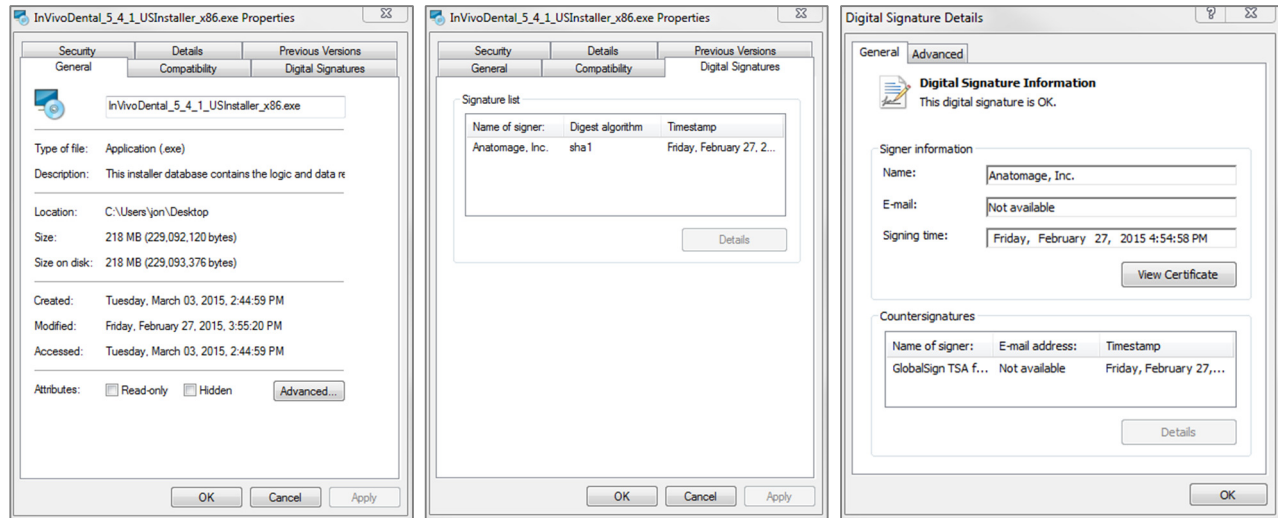 InVivoDental_5_4_1_USInstaller_x86.exe Properties
Security Details Previous Versions
General Compatibility Digital Signatures
InVivoDental_5_4_1_USInstaller_x86.exe
Type of file: Application (.exe)
Description: This installer database contains the logic and data re
Location: C:\Users\jon\Desktop
Size: 218 MB (229,092,120 bytes)
Size on disk: 218 MB (229,093,376 bytes)
Created: Tuesday, March 03, 2015, 2:44:59 PM
Modified: Friday, February 27, 2015, 3:55:20 PM
Accessed: Tuesday, March 03, 2015, 2:44:59 PM
Attributes: Read-only Hidden Advanced...
OK Cancel Apply
InVivoDental_5_4_1_USInstaller_x86.exe Properties
Security Details Previous Versions
General Compatibility Digital Signatures
Signature list
Name of signer: Digest algorithm Timestamp
Anatomage, Inc. sha1 Friday, February 27, 2...
Details
OK Cancel Apply
Digital Signature Details
General Advanced
Digital Signature Information
This digital signature is OK.
Signer information
Name: Anatomage, Inc.
E-mail: Not available
Signing time: Friday, February 27, 2015 4:54:58 PM
View Certificate
Countersignatures
Name of signer: E-mail address: Timestamp
GlobalSign TSA f... Not available Friday, February 27,...
Details
OK